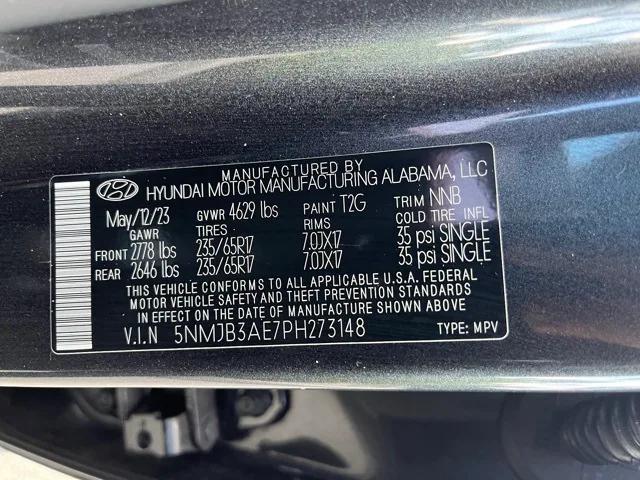 MANUFACTURED BY
HYUNDAI MOTOR MANUFACTURING ALABAMA, LLC
May/12/23 GVWR 4629 lbs PAINT T2G TRIM NNB
GAWR TIRES RIMS COLD TIRE INFL
FRONT 2778 lbs 235/65R17 7.0JX17 35 psi SINGLE
REAR 2646 lbs 235/65R17 7.0JX17 35 psi SINGLE
THIS VEHICLE CONFORMS TO ALL APPLICABLE U.S.A. FEDERAL
MOTOR VEHICLE SAFETY AND THEFT PREVENTION STANDARDS
IN EFFECT ON THE DATE OF MANUFACTURE SHOWN ABOVE.
V.I.N 5NMJB3AE7PH273148 TYPE: MPV